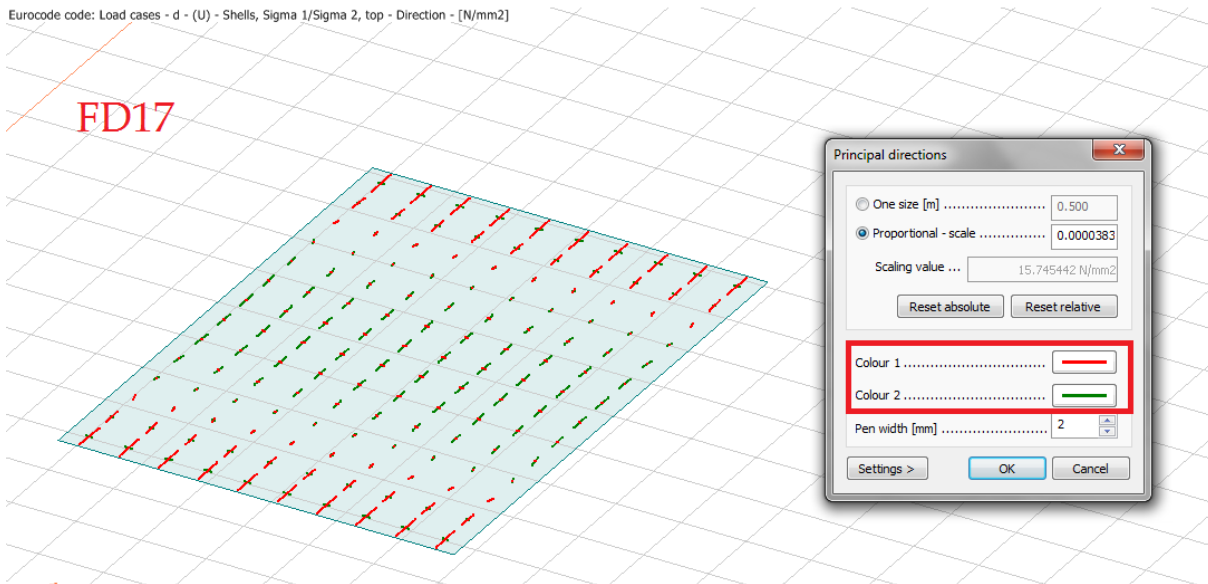 Eurocode code: Load cases - d - (U) - Shells, Sigma 1/Sigma 2, top - Direction - [N/mm2]
FD17
Principal directions
One size [m] ....................... 0.500
Proportional - scale ............... 0.0000383
Scaling value ... 15.745442 N/mm2
Reset absolute Reset relative
Colour 1 ................................
Colour 2 ................................
Pen width [mm] ........................ 2
Settings > OK Cancel